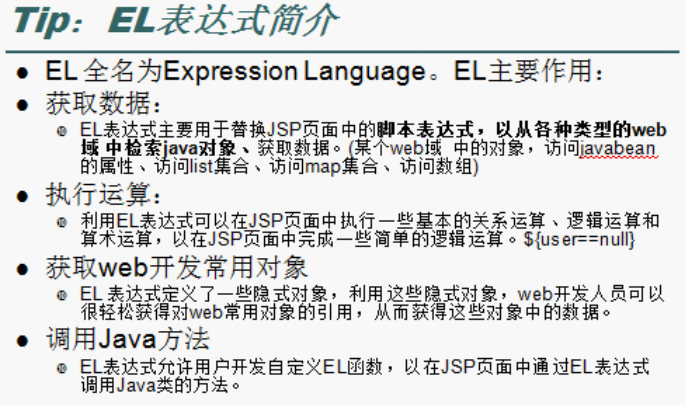 Tip：EL表达式简介
EL 全名为Expression Language。EL主要作用：
获取数据：
EL表达式主要用于替换JSP页面中的脚本表达式，以从各种类型的web
域 中检索java对象、获取数据。(某个web域 中的对象，访问javabean
的属性、访问list集合、访问map集合、访问数组)
执行运算：
利用EL表达式可以在JSP页面中执行一些基本的关系运算、逻辑运算和
算术运算，以在JSP页面中完成一些简单的逻辑运算。${user==null}
获取web开发常用对象
EL 表达式定义了一些隐式对象，利用这些隐式对象，web开发人员可以
很轻松获得对web常用对象的引用，从而获得这些对象中的数据。
调用Java方法
EL表达式允许用户开发自定义EL函数，以在JSP页面中通过EL表达式
调用Java类的方法。